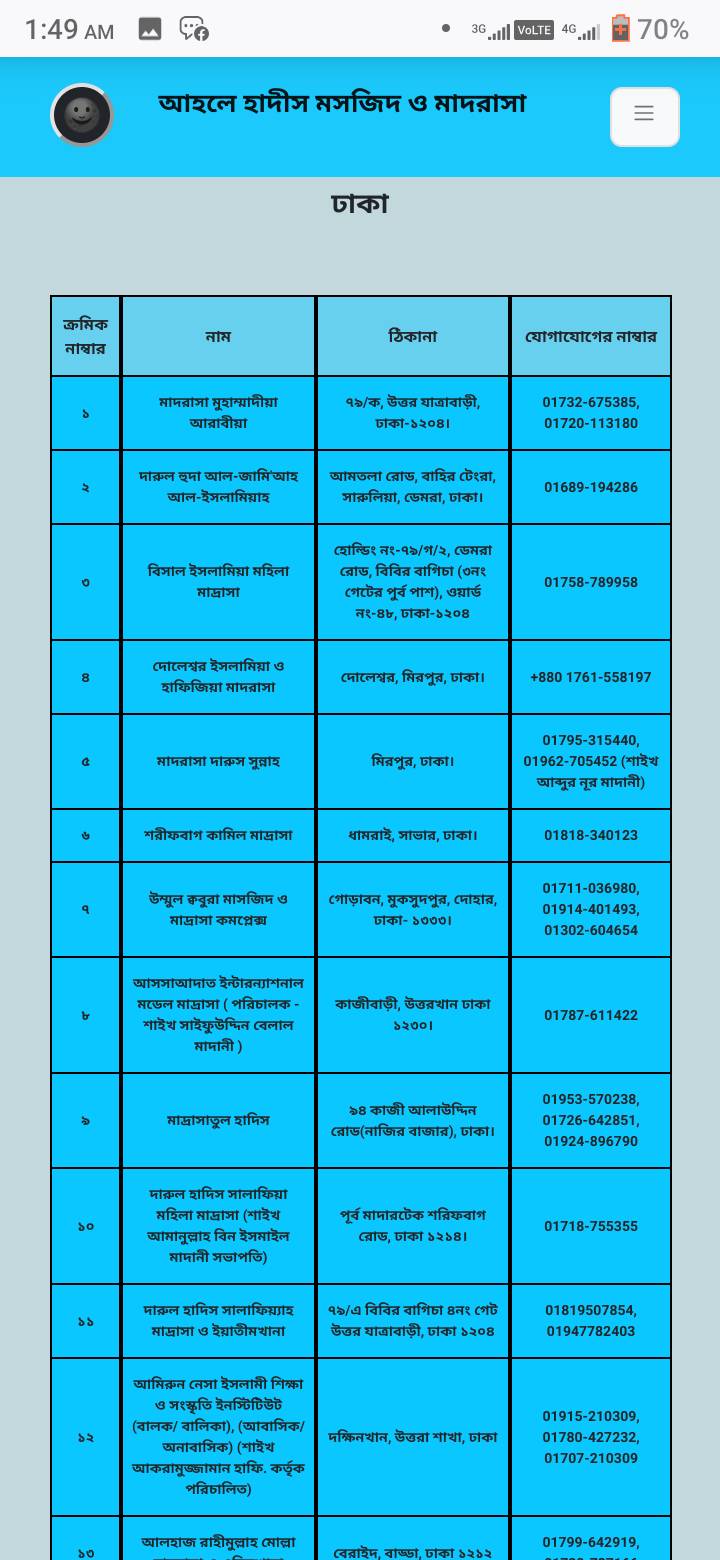 1:49 AM
3G VoLTE 4G 70%
আহলে হাদীস মসজিদ ও মাদরাসা
ঢাকা
ক্রমিক
নাম্বার
নাম
ঠিকানা
যোগাযোগের নাম্বার
১
মাদরাসা মুহাম্মাদীয়া
আরাবীয়া
৭৯/ক, উত্তর যাত্রাবাড়ী,
ঢাকা-১২০৪।
01732-675385,
01720-113180
২
দারুল হুদা আল-জামি'আহ
আল-ইসলামিয়াহ
আমতলা রোড, বাহির টেংরা,
সারুলিয়া, ডেমরা, ঢাকা।
01689-194286
৩
বিসাল ইসলামিয়া মহিলা
মাদ্রাসা
হোল্ডিং নং-৭৯/গ/২, ডেমরা
রোড, বিবির বাগিচা (৩নং
গেটের পুর্ব পাশ), ওয়ার্ড
নং-৪৮, ঢাকা-১২০৪
01758-789958
৪
দোলেশ্বর ইসলামিয়া ও
হাফিজিয়া মাদরাসা
দোলেশ্বর, মিরপুর, ঢাকা।
+880 1761-558197
৫
মাদরাসা দারুস সুন্নাহ
মিরপুর, ঢাকা।
01795-315440,
01962-705452 (শাইখ
আব্দুর নূর মাদানী)
৬
শরীফবাগ কামিল মাদ্রাসা
ধামরাই, সাভার, ঢাকা।
01818-340123
৭
উম্মুল ক্বুরা মাসজিদ ও
মাদ্রাসা কমপ্লেক্স
গোড়াবন, মুকসুদপুর, দোহার,
ঢাকা- ১৩৩৩।
01711-036980,
01914-401493,
01302-604654
৮
আসসাআদাত ইন্টারন্যাশনাল
মডেল মাদ্রাসা ( পরিচালক -
শাইখ সাইফুউদ্দিন বেলাল
মাদানী )
কাজীবাড়ী, উত্তরখান ঢাকা
১২৩০।
01787-611422
৯
মাদ্রাসাতুল হাদিস
৯৪ কাজী আলাউদ্দিন
রোড(নাজির বাজার), ঢাকা।
01953-570238,
01726-642851,
01924-896790
১০
দারুল হাদিস সালাফিয়া
মহিলা মাদ্রাসা (শাইখ
আমানুল্লাহ বিন ইসমাইল
মাদানী সভাপতি)
পূর্ব মাদারটেক শরিফবাগ
রোড, ঢাকা ১২১৪।
01718-755355
১১
দারুল হাদিস সালাফিয়্যাহ
মাদ্রাসা ও ইয়াতীমখানা
৭৯/এ বিবির বাগিচা ৪নং গেট
উত্তর যাত্রাবাড়ী, ঢাকা ১২০৪
01819507854,
01947782403
১২
আমিরুন নেসা ইসলামী শিক্ষা
ও সংস্কৃতি ইনস্টিটিউট
(বালক/ বালিকা), (আবাসিক/
অনাবাসিক) (শাইখ
আকরামুজ্জামান হাফি. কর্তৃক
পরিচালিত)
দক্ষিনখান, উত্তরা শাখা, ঢাকা
01915-210309,
01780-427232,
01707-210309
১৩
আলহাজ রাহীমুল্লাহ মোল্লা
বেরাইদ, বাড্ডা, ঢাকা ১২১২
01799-642919,